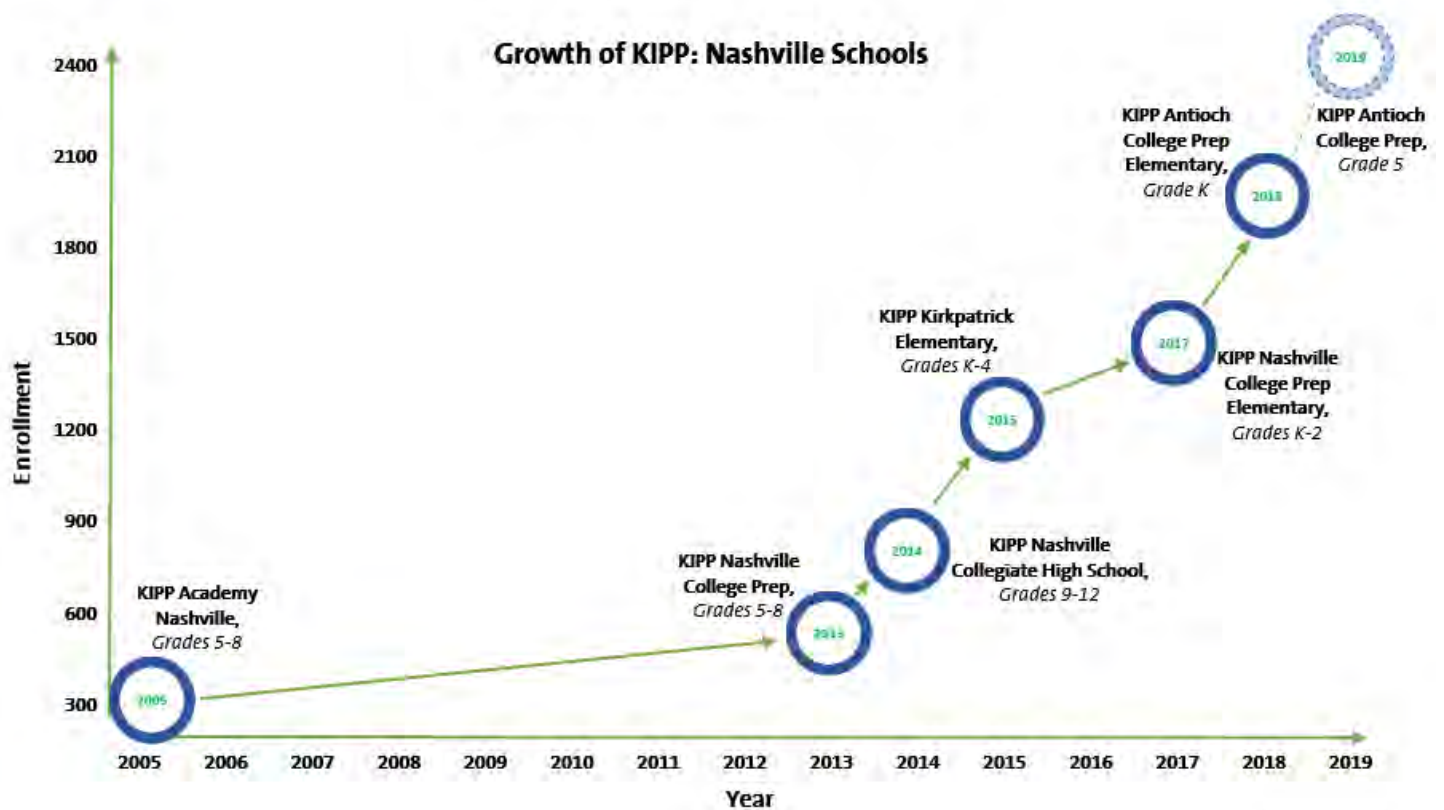 Growth of KIPP: Nashville Schools
2400
2100
1800
1500
1200
900
600
300
Enrollment
KIPP Academy
Nashville,
Grades 5-8
2005
KIPP Nashville
College Prep,
Grades 5-8
2013
2014
KIPP Nashville
Collegiate High School,
Grades 9-12
KIPP Kirkpatrick
Elementary,
Grades K-4
2015
2017
KIPP Nashville
College Prep
Elementary,
Grades K-2
KIPP Antioch
College Prep
Elementary,
Grade K
2018
2019
KIPP Antioch
College Prep,
Grade 5
2005 2006 2007 2008 2009 2010 2011 2012 2013 2014 2015 2016 2017 2018 2019
Year